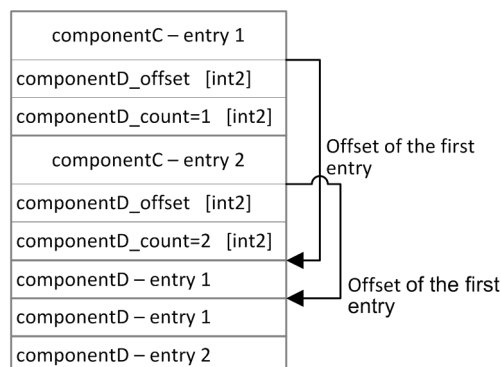 componentC – entry 1
componentD_offset [int2]
componentD_count=1 [int2]
componentC – entry 2
componentD_offset [int2]
componentD_count=2 [int2]
componentD – entry 1
componentD – entry 1
componentD – entry 2
Offset of the first
entry
Offset of the first
entry